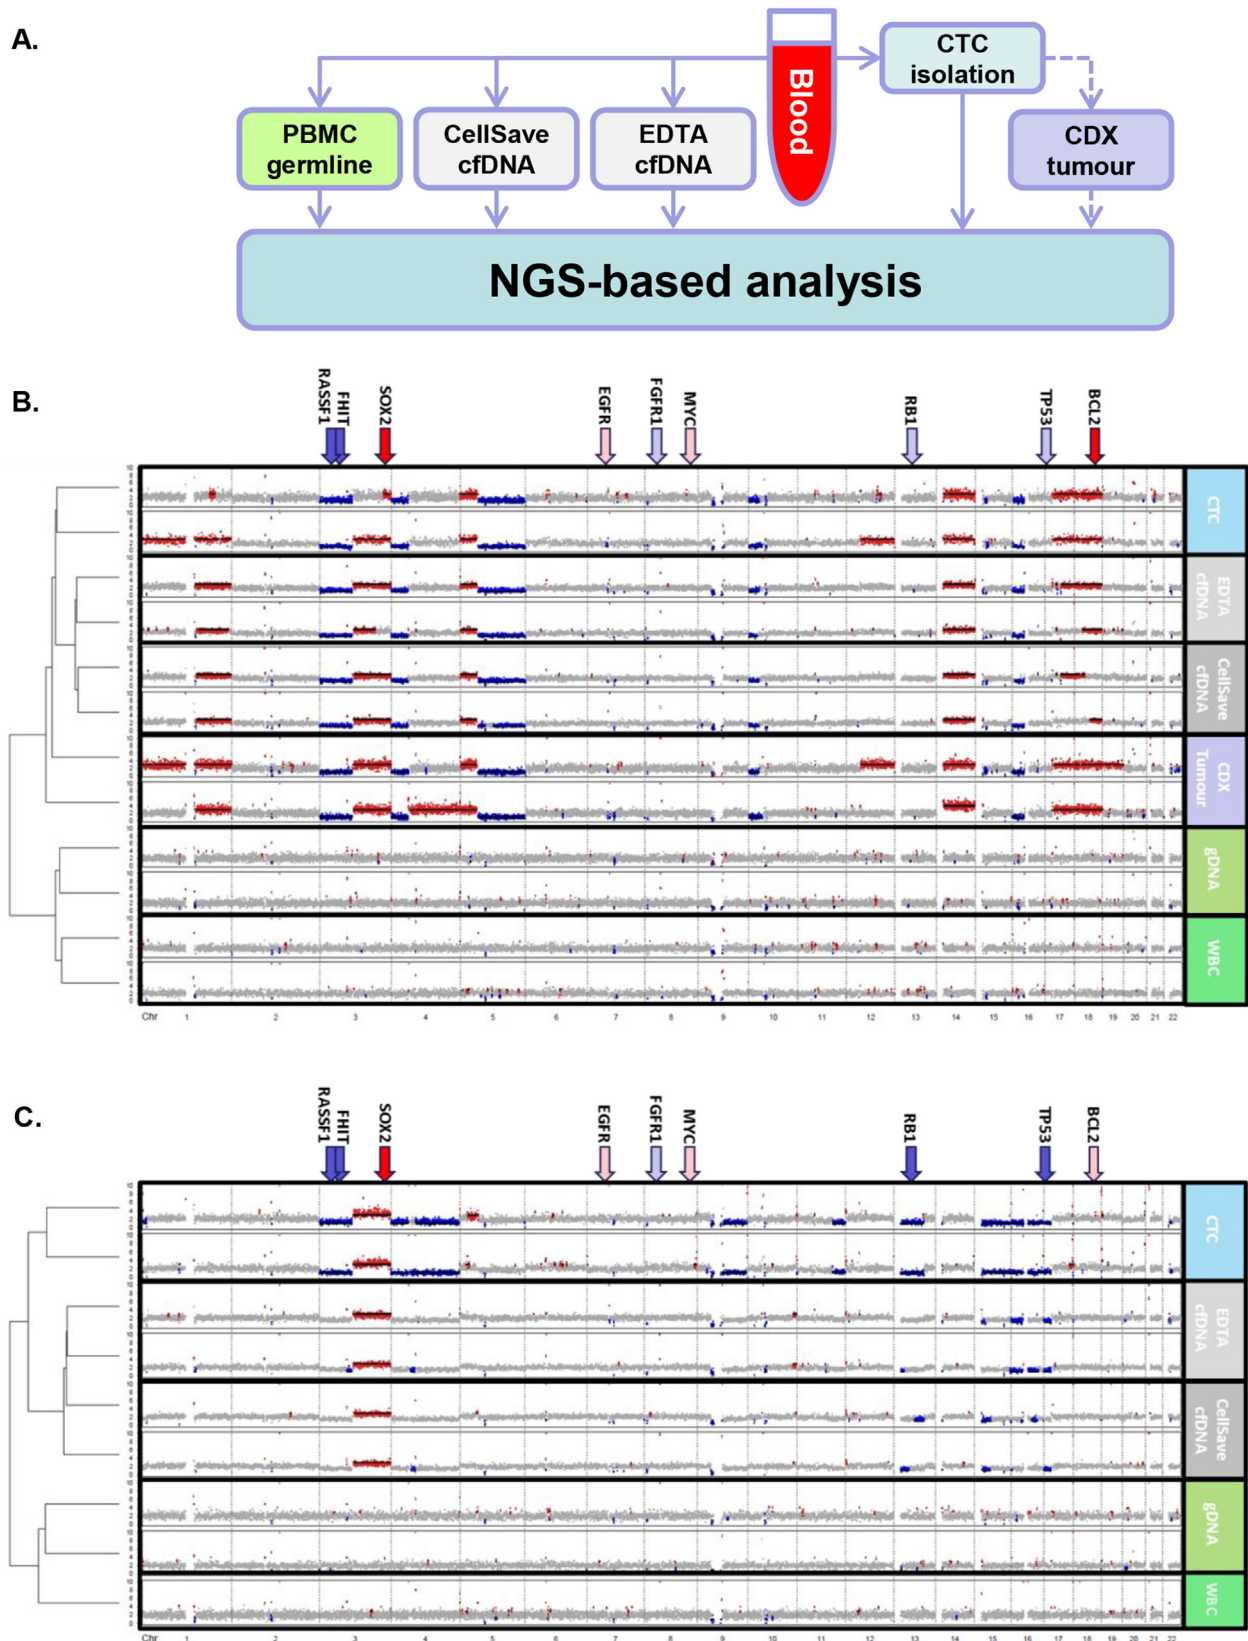 A.
Blood
CTC
isolation
PBMC
germline
CellSave
cfDNA
EDTA
cfDNA
CDX
tumour
NGS-based analysis
B.
RASSF1
FHIT
SOX2
EGFR
FGFR1
MYC
RB1
TP53
BCL2
CTC
EDTA
cfDNA
CellSave
cfDNA
CDX
Tumour
gDNA
WBC
Chr 1 2 3 4 5 6 7 8 9 10 11 12 13 14 15 16 17 18 19 20 21 22
C.
RASSF1
FHIT
SOX2
EGFR
FGFR1
MYC
RB1
TP53
BCL2
CTC
EDTA
cfDNA
CellSave
cfDNA
gDNA
WBC
Chr 1 2 3 4 5 6 7 8 9 10 11 12 13 14 15 16 17 18 19 20 21 22